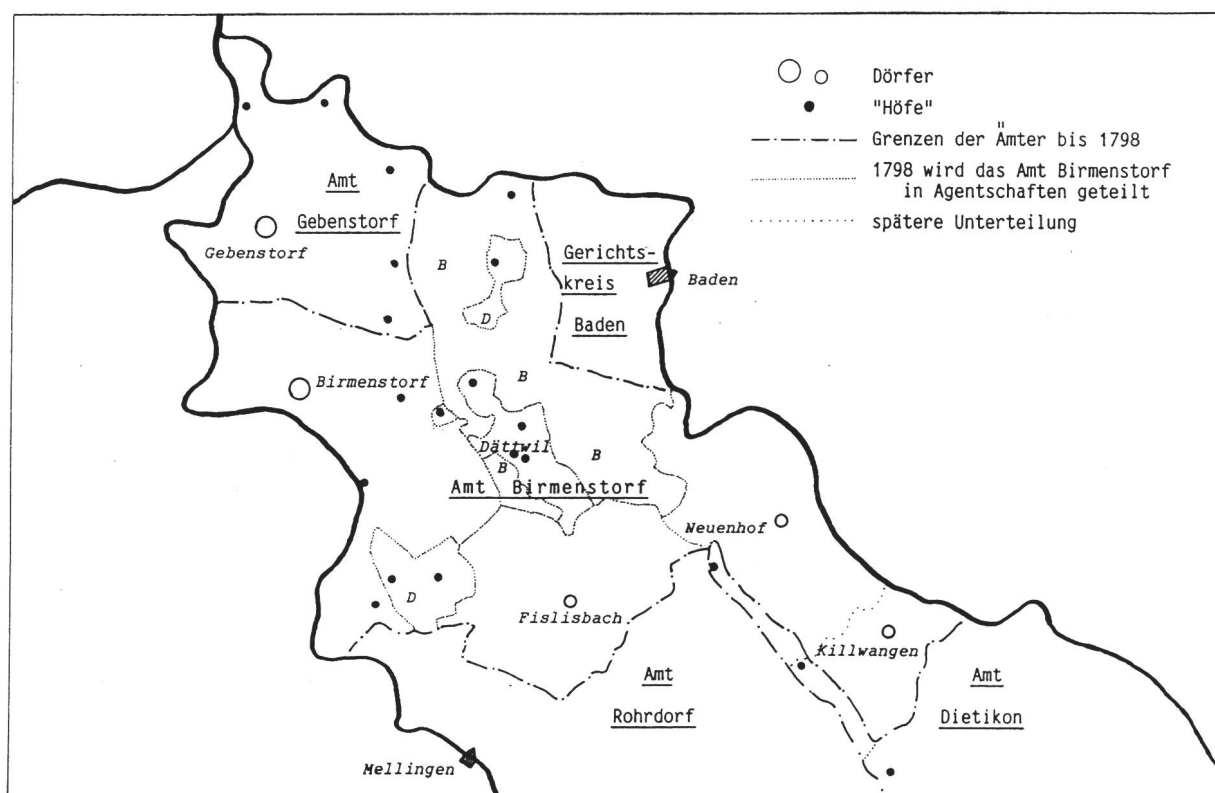 Dörfer
"Höfe"
Grenzen der Ämter bis 1798
1798 wird das Amt Birmenstorf
in Agentschaften geteilt
spätere Unterteilung
Amt
Gebenstorf
Gebenstorf
B
D
Gerichts-
kreis
Baden
Baden
Birmenstorf
B
Dättwil
B
B
Amt Birmenstorf
Neuenhof
D
Fislisbach
Killwangen
Amt
Rohrdorf
Amt
Dietikon
Mellingen